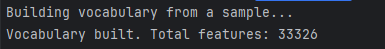 Building vocabulary from a sample...
Vocabulary built. Total features: 33326